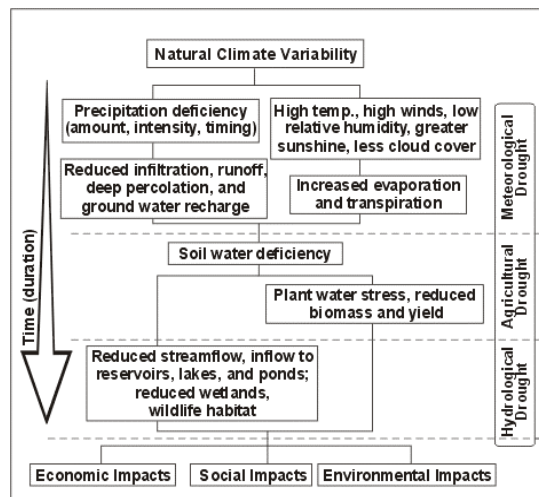 Natural Climate Variability
Precipitation deficiency
(amount, intensity, timing)
High temp., high winds, low
relative humidity, greater
sunshine, less cloud cover
Reduced infiltration, runoff,
deep percolation, and
ground water recharge
Increased evaporation
and transpiration
Meteorological
Drought
Soil water deficiency
Plant water stress, reduced
biomass and yield
Agricultural
Drought
Time (duration)
Reduced streamflow, inflow to
reservoirs, lakes, and ponds;
reduced wetlands,
wildlife habitat
Hydrological
Drought
Economic Impacts
Social Impacts
Environmental Impacts